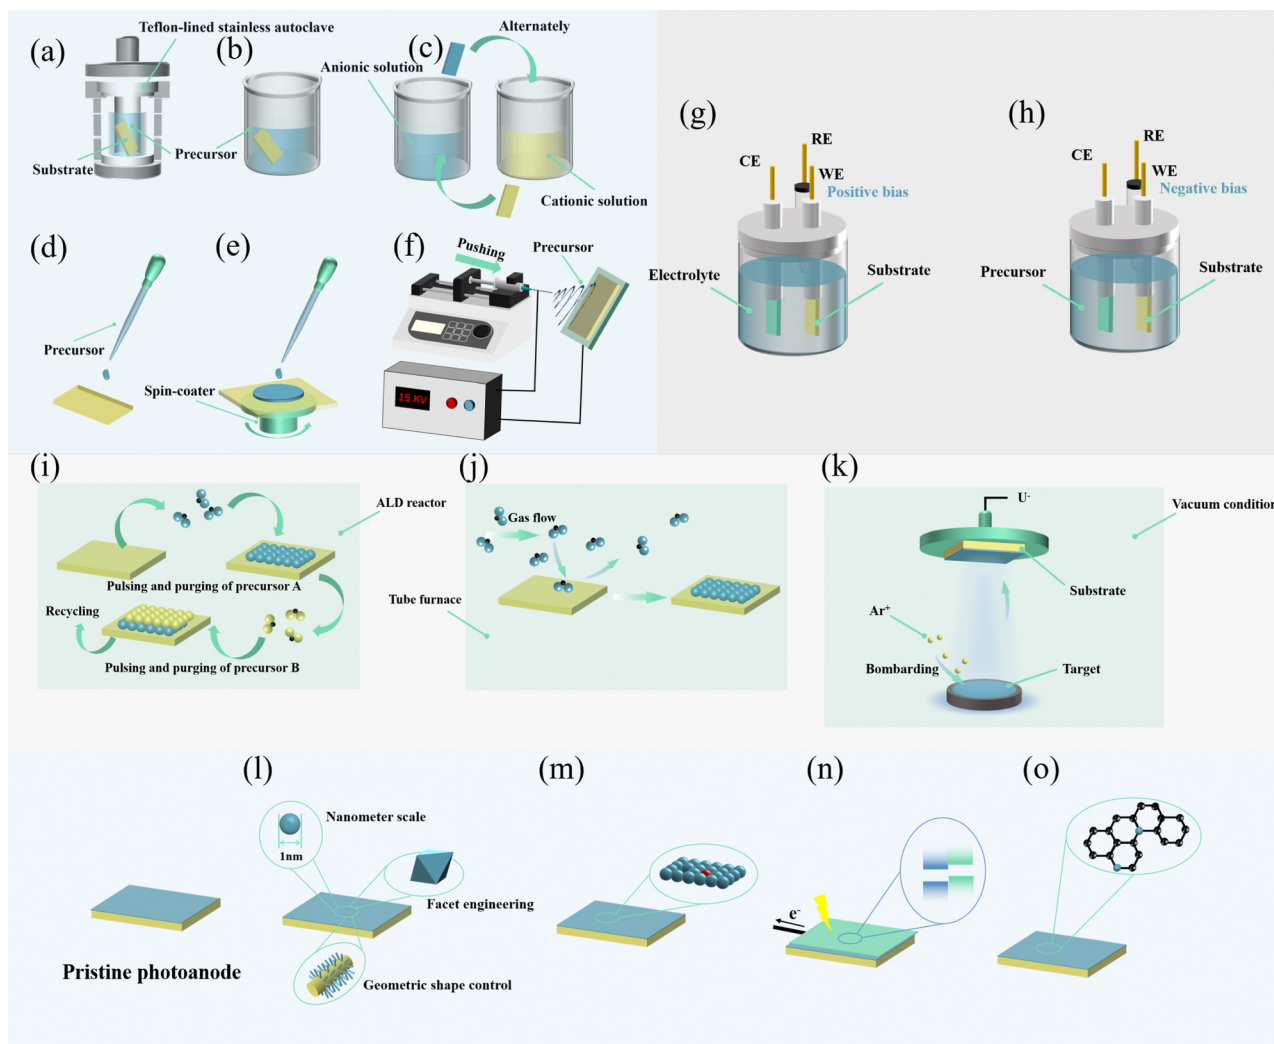 (a)
Teflon-lined stainless autoclave
Substrate
Precursor
(b)
(c)
Alternately
Anionic solution
Cationic solution
(d)
Precursor
(e)
Spin-coater
(f)
Pushing
Precursor
15 KV
(g)
RE
CE
WE
Positive bias
Electrolyte
Substrate
(h)
RE
CE
WE
Negative bias
Precursor
Substrate
(i)
ALD reactor
Pulsing and purging of precursor A
Recycling
Pulsing and purging of precursor B
(j)
Gas flow
Tube furnace
(k)
U-
Vacuum condition
Substrate
Ar+
Bombarding
Target
Pristine photoanode
(l)
Nanometer scale
1nm
Facet engineering
Geometric shape control
(m)
(n)
e-
(o)